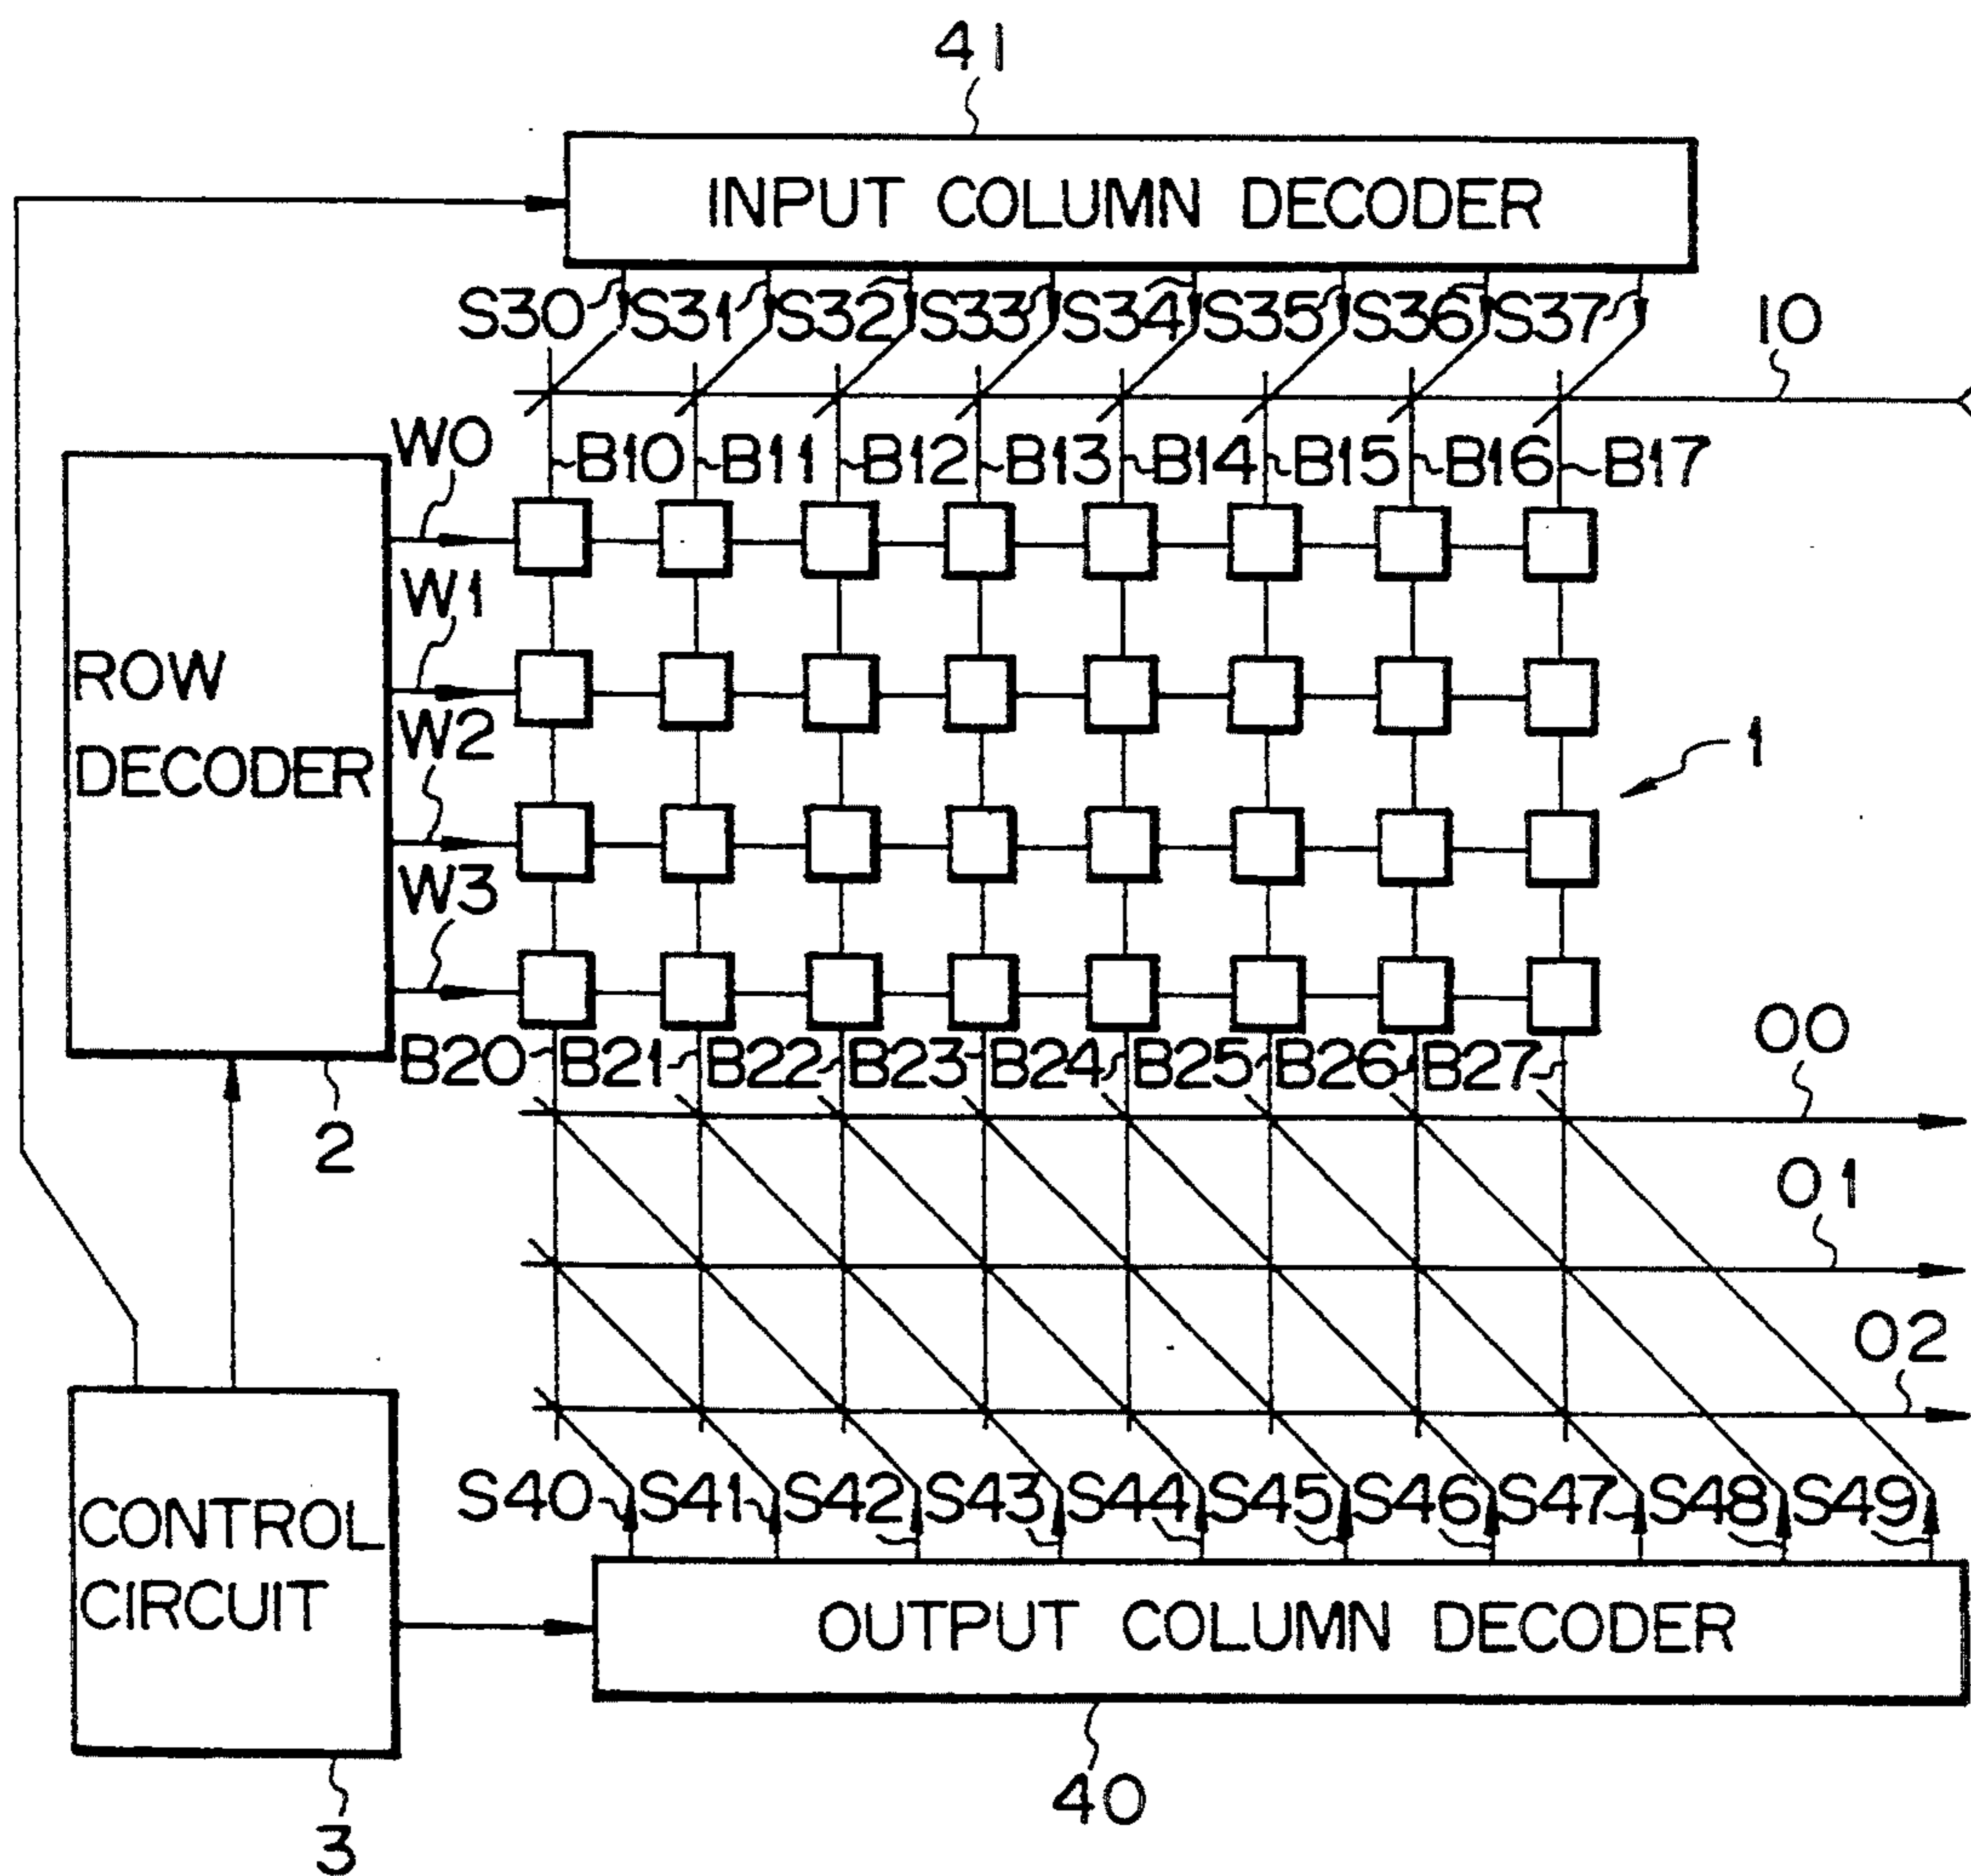 41
INPUT COLUMN DECODER
S30 S31 S32 S33 S34 S35 S36 S37
10
W0
B10 B11 B12 B13 B14 B15 B16 B17
W1
ROW
DECODER
W2
1
W3
B20 B21 B22 B23 B24 B25 B26 B27
00
2
01
02
S40 S41 S42 S43 S44 S45 S46 S47 S48 S49
CONTROL
CIRCUIT
OUTPUT COLUMN DECODER
40
3